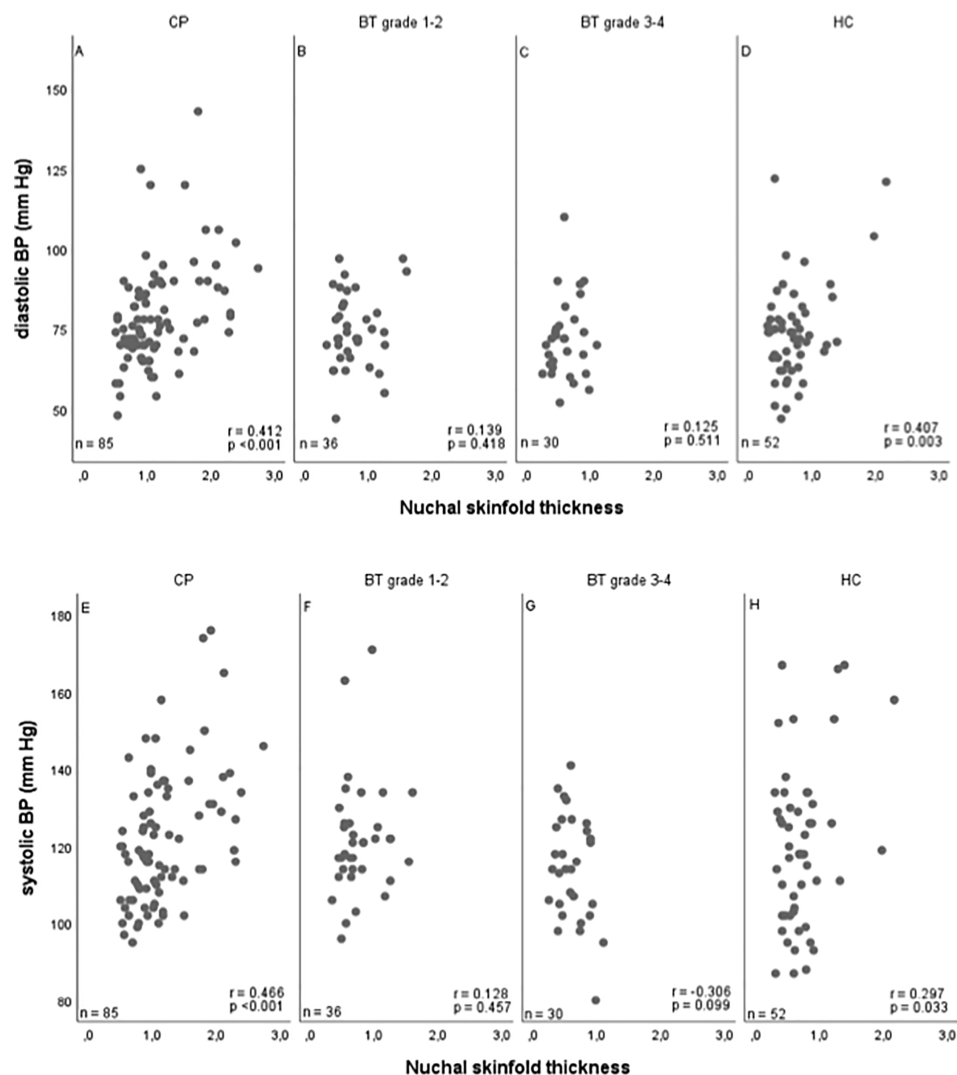 CP BT grade 1-2 BT grade 3-4 HC
A B C D
150
125
100
75
50
diastolic BP (mm Hg)
r = 0.412 r = 0.139 r = 0.125 r = 0.407
n = 85 p <0.001 n = 36 p = 0.418 n = 30 p = 0.511 n = 52 p = 0.003
,0 1,0 2,0 3,0 ,0 1,0 2,0 3,0 ,0 1,0 2,0 3,0 ,0 1,0 2,0 3,0
Nuchal skinfold thickness
CP BT grade 1-2 BT grade 3-4 HC
E F G H
180
160
140
120
100
80
systolic BP (mm Hg)
r = 0.466 r = 0.128 r = -0.306 r = 0.297
n = 85 p <0.001 n = 36 p = 0.457 n = 30 p = 0.099 n = 52 p = 0.033
,0 1,0 2,0 3,0 ,0 1,0 2,0 3,0 ,0 1,0 2,0 3,0 ,0 1,0 2,0 3,0
Nuchal skinfold thickness